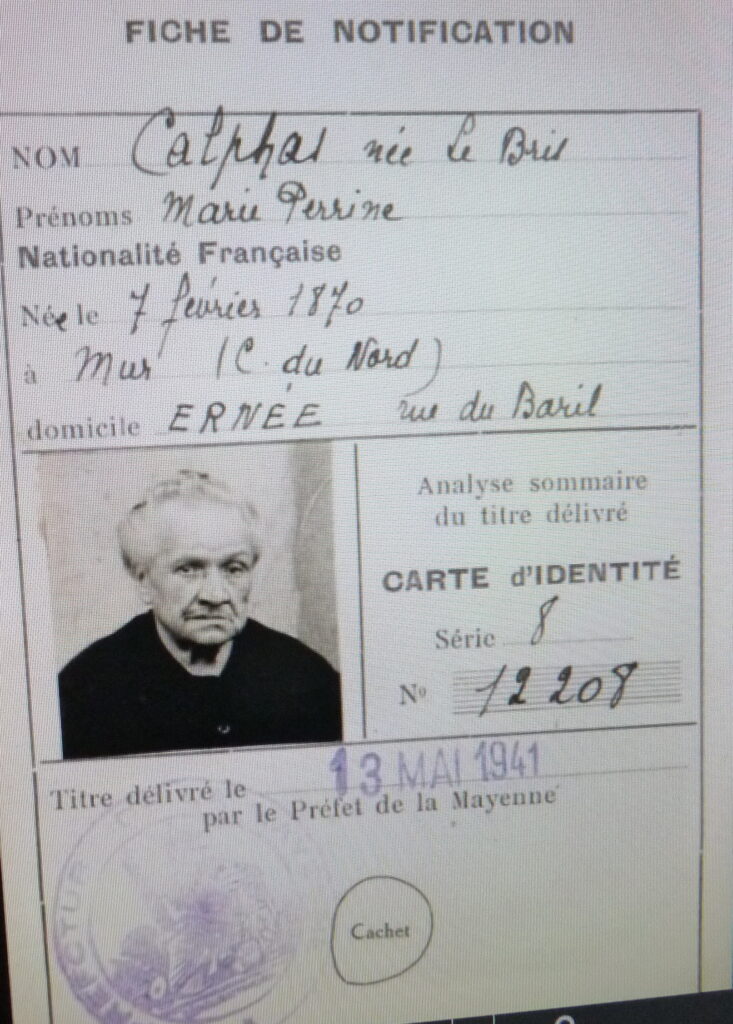 FICHE DE NOTIFICATION
NOM Calphas née Le Bris
Prénoms Marie Perrine
Nationalité Française
Née le 7 février 1870
à Mur (C. du Nord)
domicile ERNÉE rue du Baril
Analyse sommaire
du titre délivré
CARTE d'IDENTITÉ
Série 8
No 12208
Titre délivré le 13 MAI 1941
par le Préfet de la Mayenne
Cachet